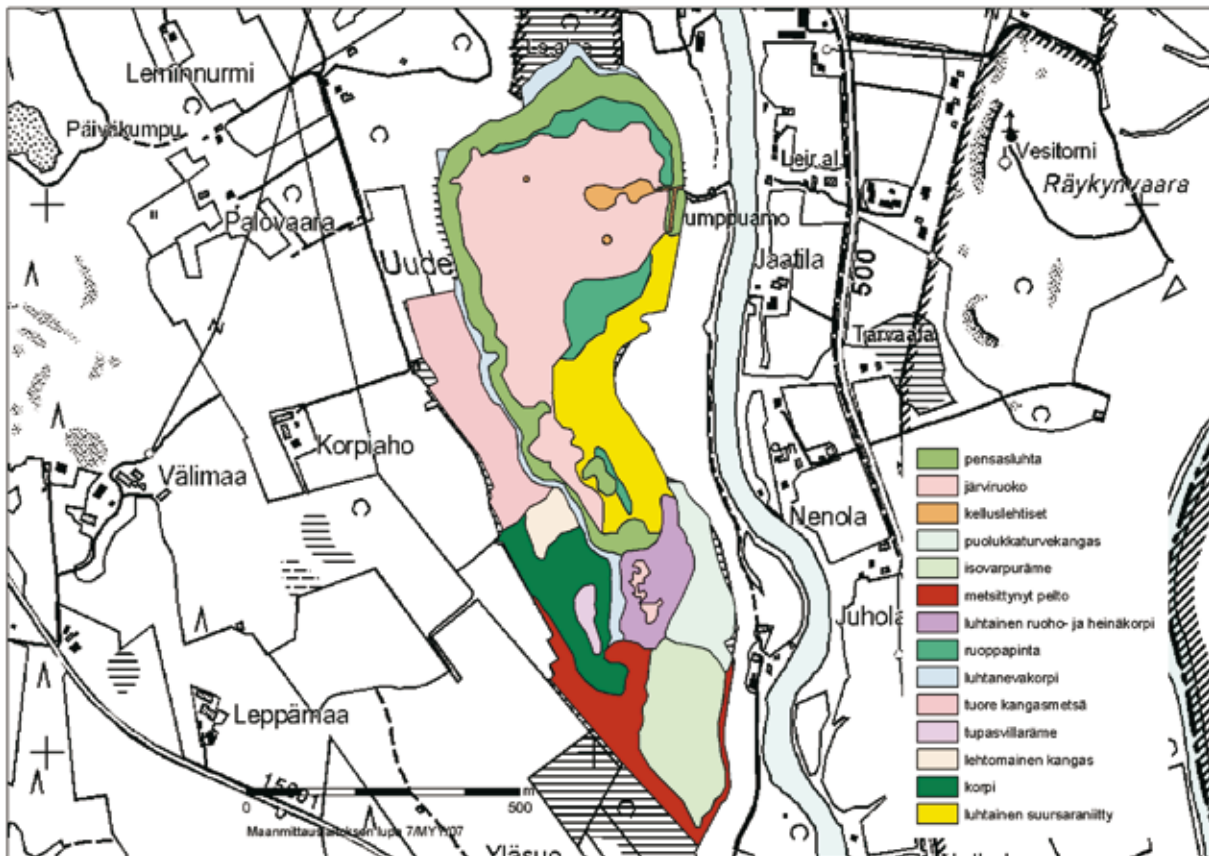 Leminnurmi
Päiväkumpu
Palovaara
Uude
Korpiaho
Välimaa
Leppämaa
15001
Leir.al
Vesitorni
Räykynvaara
Jaatila
500
Tarvaala
Nenola
Juhola
pensasluhta
järviruoko
kelluslehtiset
puolukkaturvekangas
isovarpuräme
metsittynyt pelto
luhtainen ruoho- ja heinäkorpi
ruoppapinta
luhtanevakorpi
tuore kangasmetsä
tupasvillaräme
lehtomainen kangas
korpi
luhtainen suursaraniitty
0 500 m
Maanmittauslaitoksen lupa 7/MYY/07